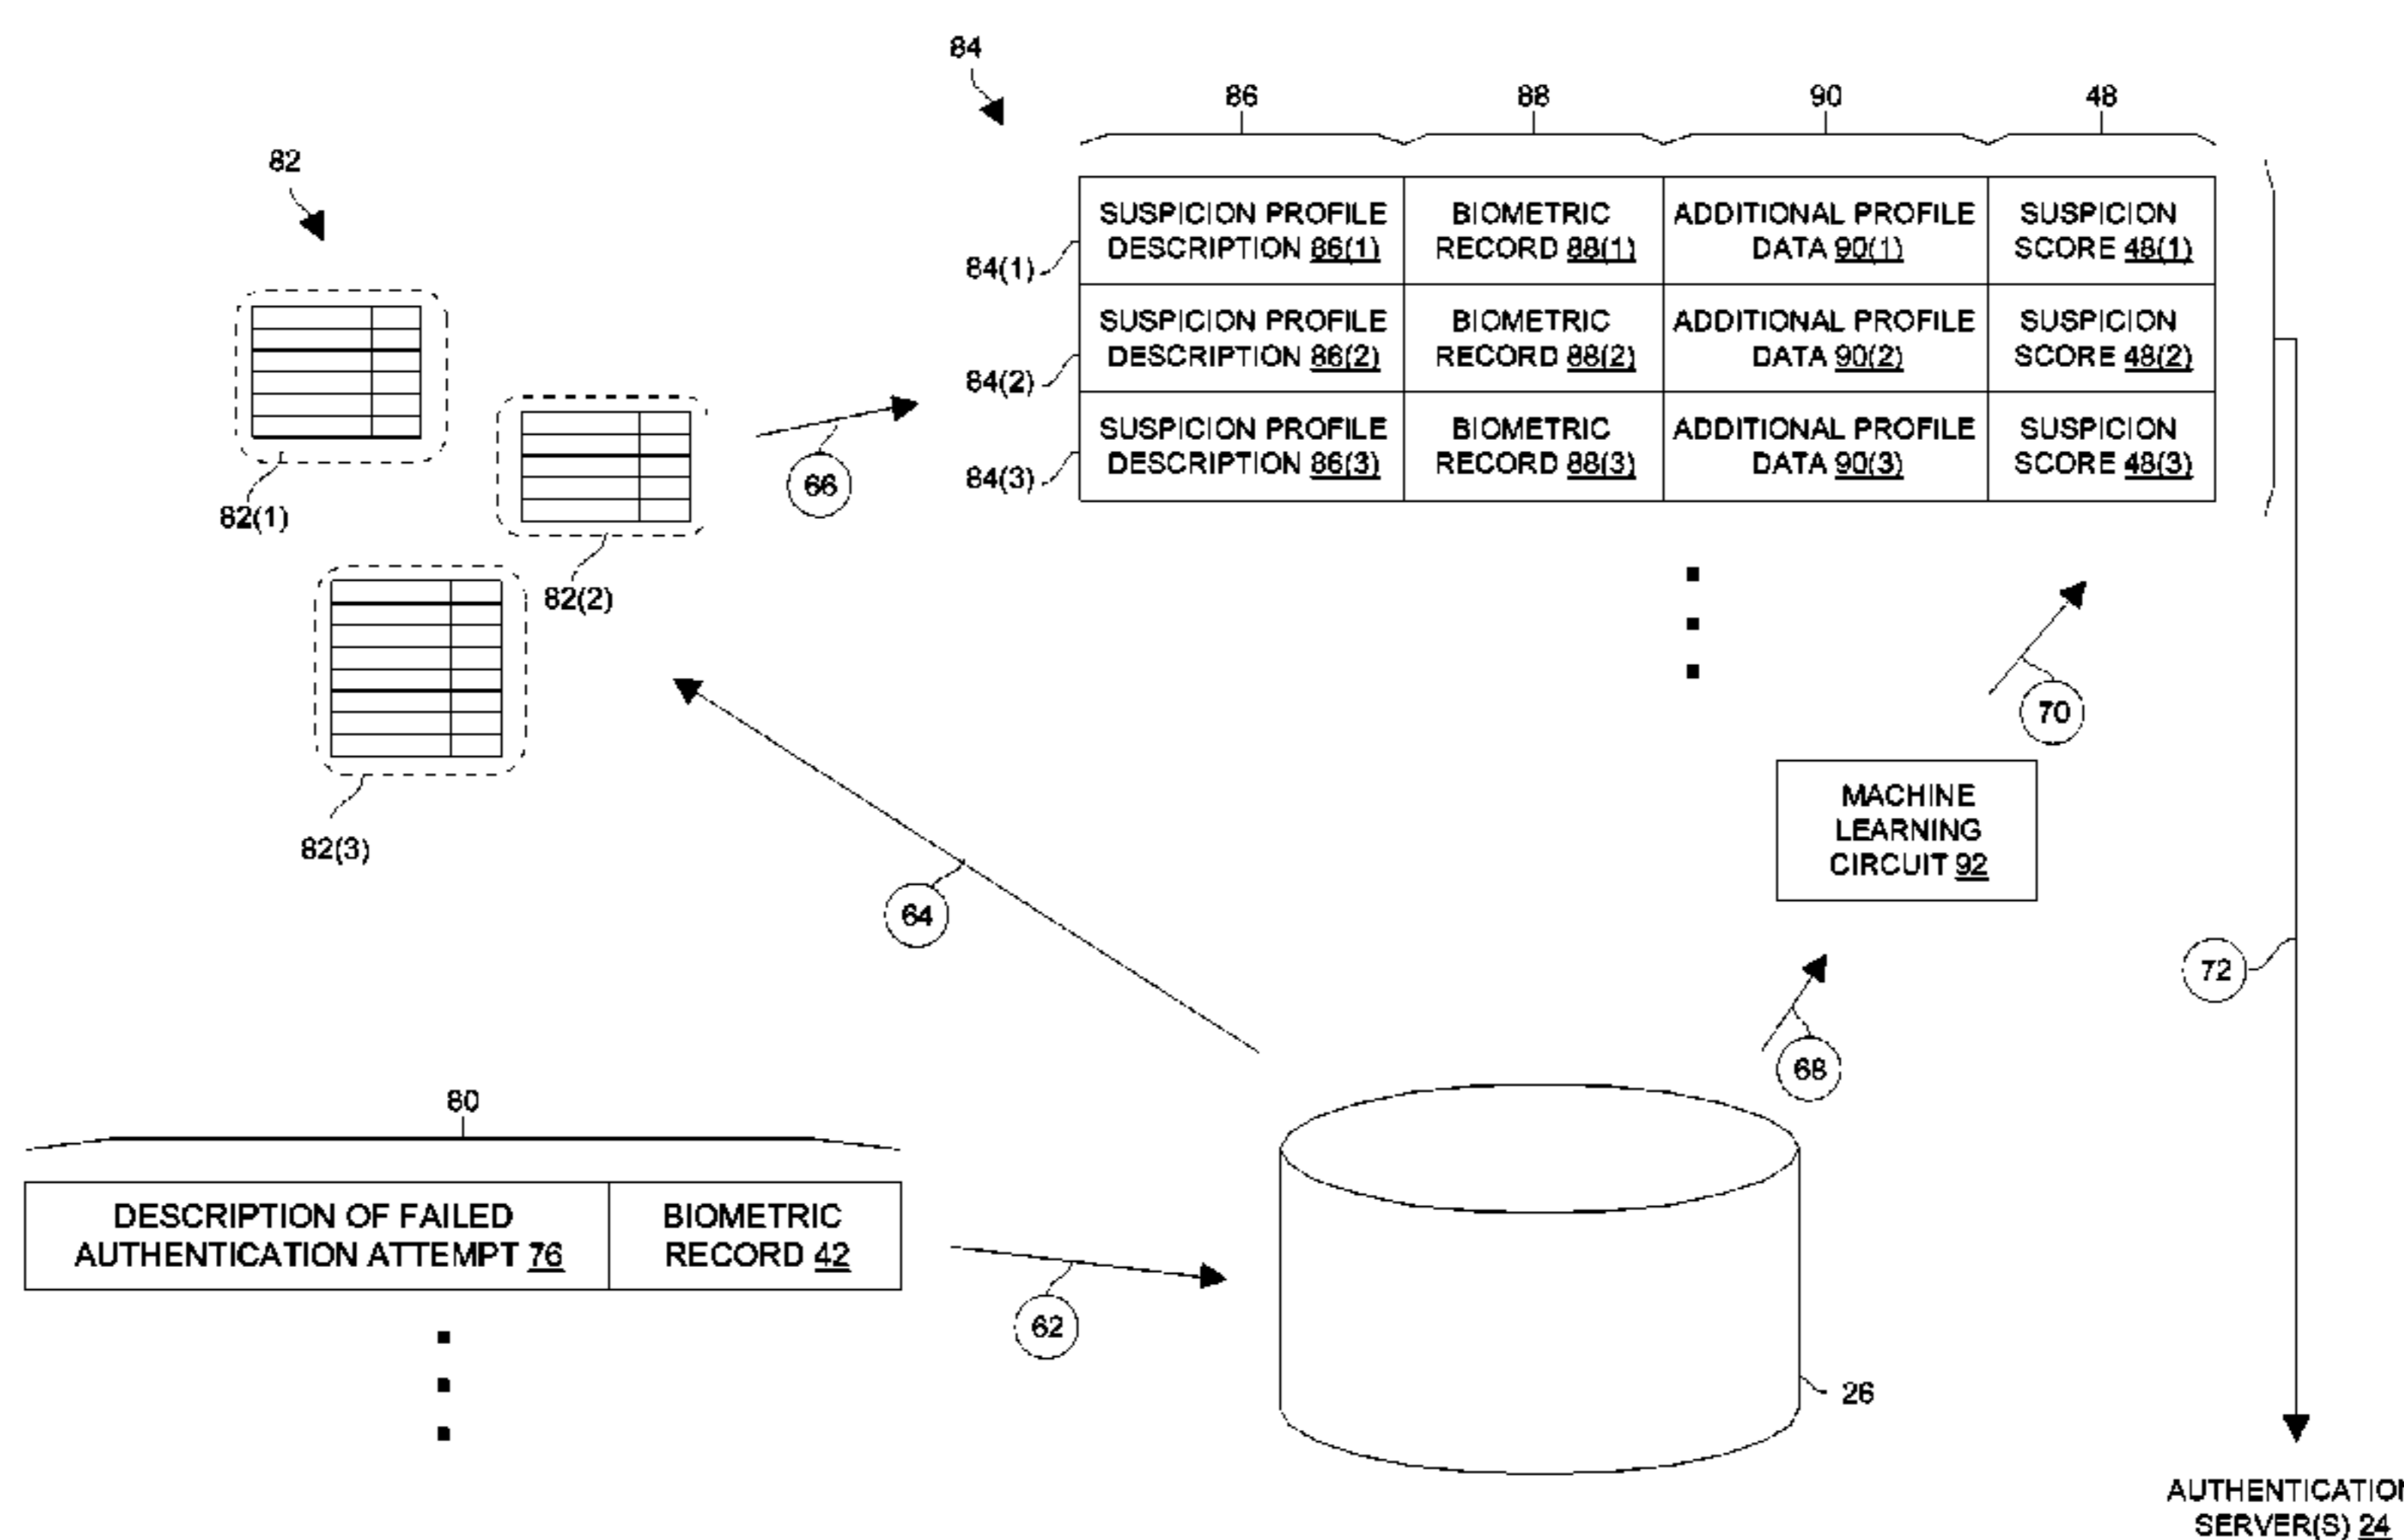 84
86
88
90
48
82
SUSPICION PROFILE
DESCRIPTION 86(1)
BIOMETRIC
RECORD 88(1)
ADDITIONAL PROFILE
DATA 90(1)
SUSPICION
SCORE 48(1)
84(1)
SUSPICION PROFILE
DESCRIPTION 86(2)
BIOMETRIC
RECORD 88(2)
ADDITIONAL PROFILE
DATA 90(2)
SUSPICION
SCORE 48(2)
84(2)
SUSPICION PROFILE
DESCRIPTION 86(3)
BIOMETRIC
RECORD 88(3)
ADDITIONAL PROFILE
DATA 90(3)
SUSPICION
SCORE 48(3)
84(3)
66
82(1)
82(2)
82(3)
70
MACHINE
LEARNING
CIRCUIT 92
64
72
68
80
DESCRIPTION OF FAILED
AUTHENTICATION ATTEMPT 76
BIOMETRIC
RECORD 42
62
26
AUTHENTICATION
SERVER(S) 24